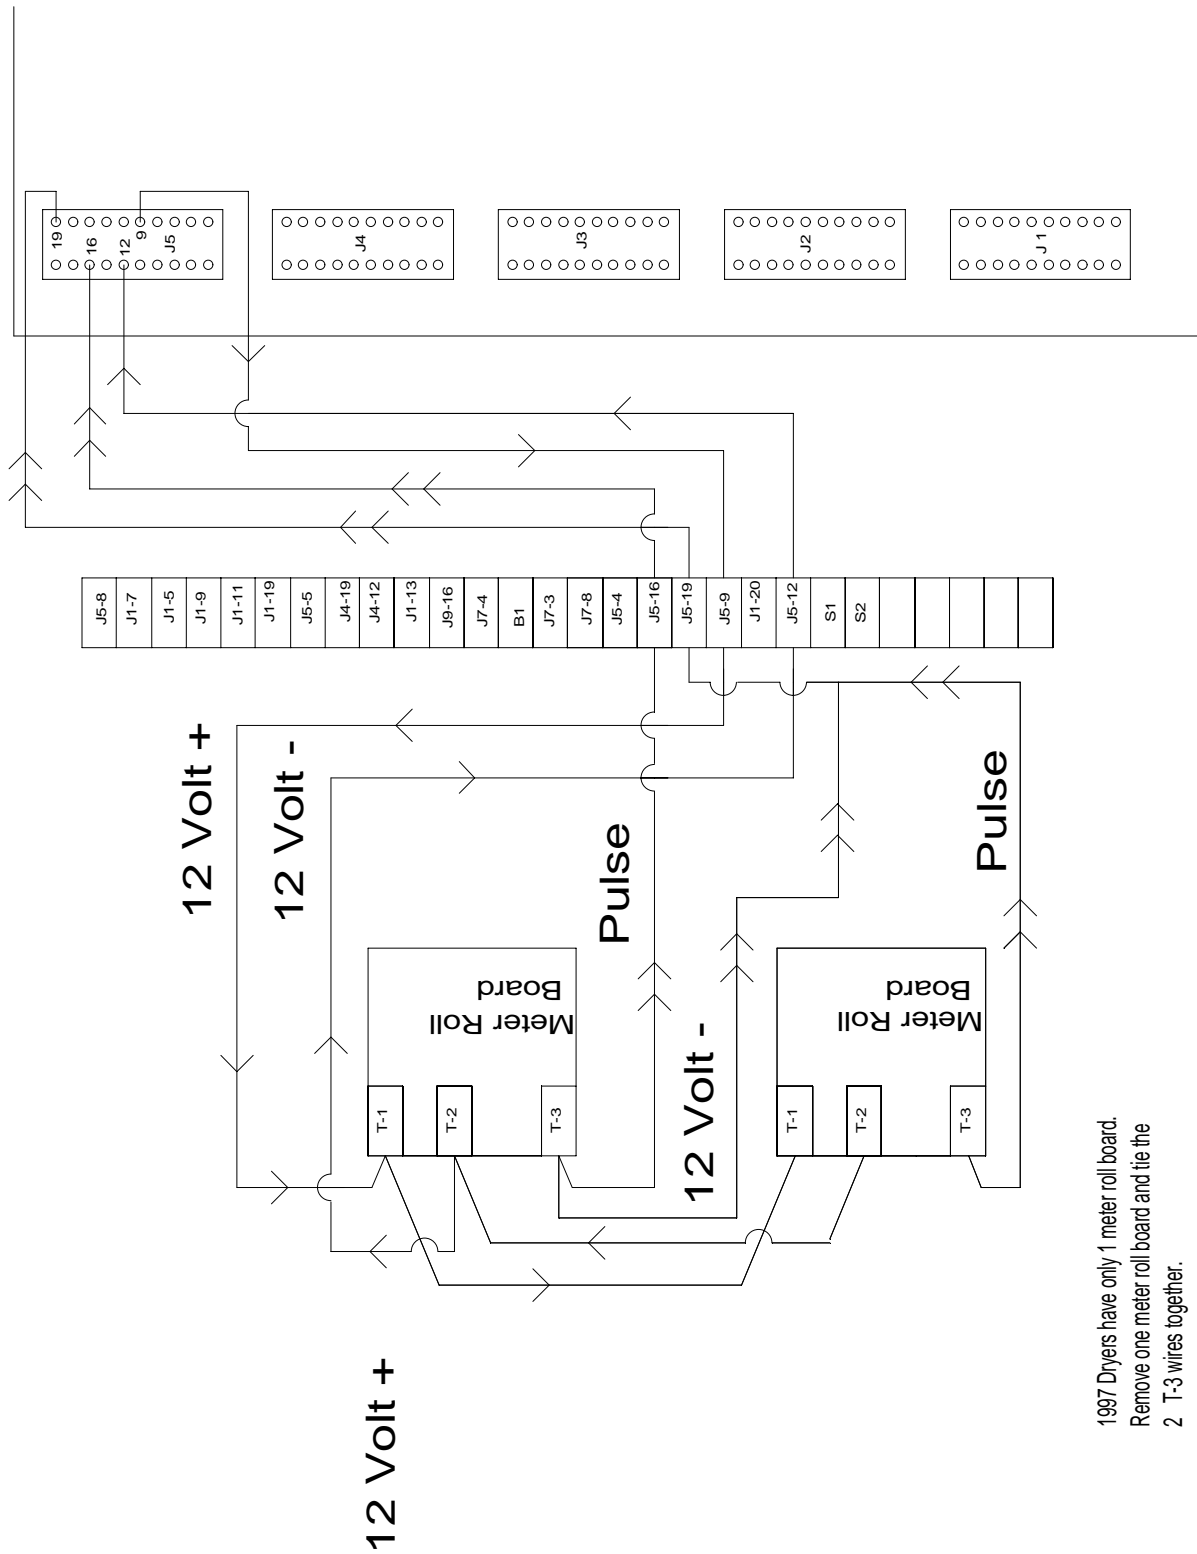 19
16
12
9
J5
J4
J3
J2
J 1
J5-8
J1-7
J1-5
J1-9
J1-11
J1-19
J5-5
J4-19
J4-12
J1-13
J9-16
J7-4
B1
J7-3
J7-8
J5-4
J5-16
J5-19
J5-9
J1-20
J5-12
S1
S2
12 Volt +
12 Volt -
Pulse
Pulse
Meter Roll
Board
T-1
T-2
T-3
12 Volt -
Meter Roll
Board
T-1
T-2
T-3
12 Volt +
1997 Dryers have only 1 meter roll board.
Remove one meter roll board and tie the
2 T-3 wires together.